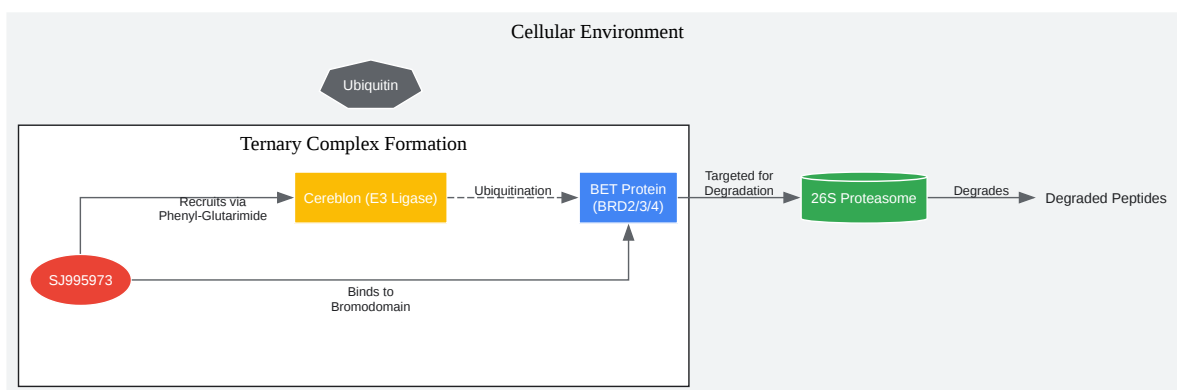 Cellular Environment
Ubiquitin
Ternary Complex Formation
Recruits via
Phenyl-Glutarimide
Cereblon (E3 Ligase)
Ubiquitination
BET Protein
(BRD2/3/4)
Targeted for
Degradation
26S Proteasome
Degrades
Degraded Peptides
SJ995973
Binds to
Bromodomain